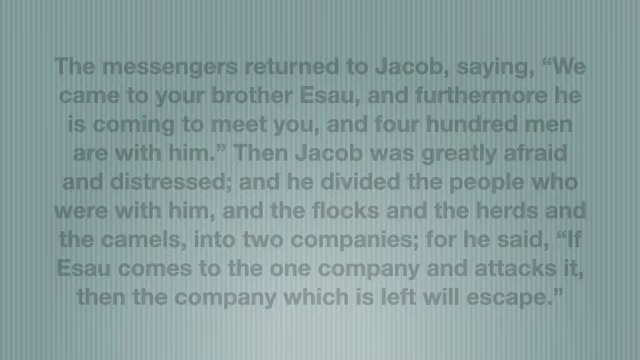 The messengers returned to Jacob, saying, “We
came to your brother Esau, and furthermore he
is coming to meet you, and four hundred men
are with him.” Then Jacob was greatly afraid
and distressed; and he divided the people who
were with him, and the flocks and the herds and
the camels, into two companies; for he said, “If
Esau comes to the one company and attacks it,
then the company which is left will escape.”